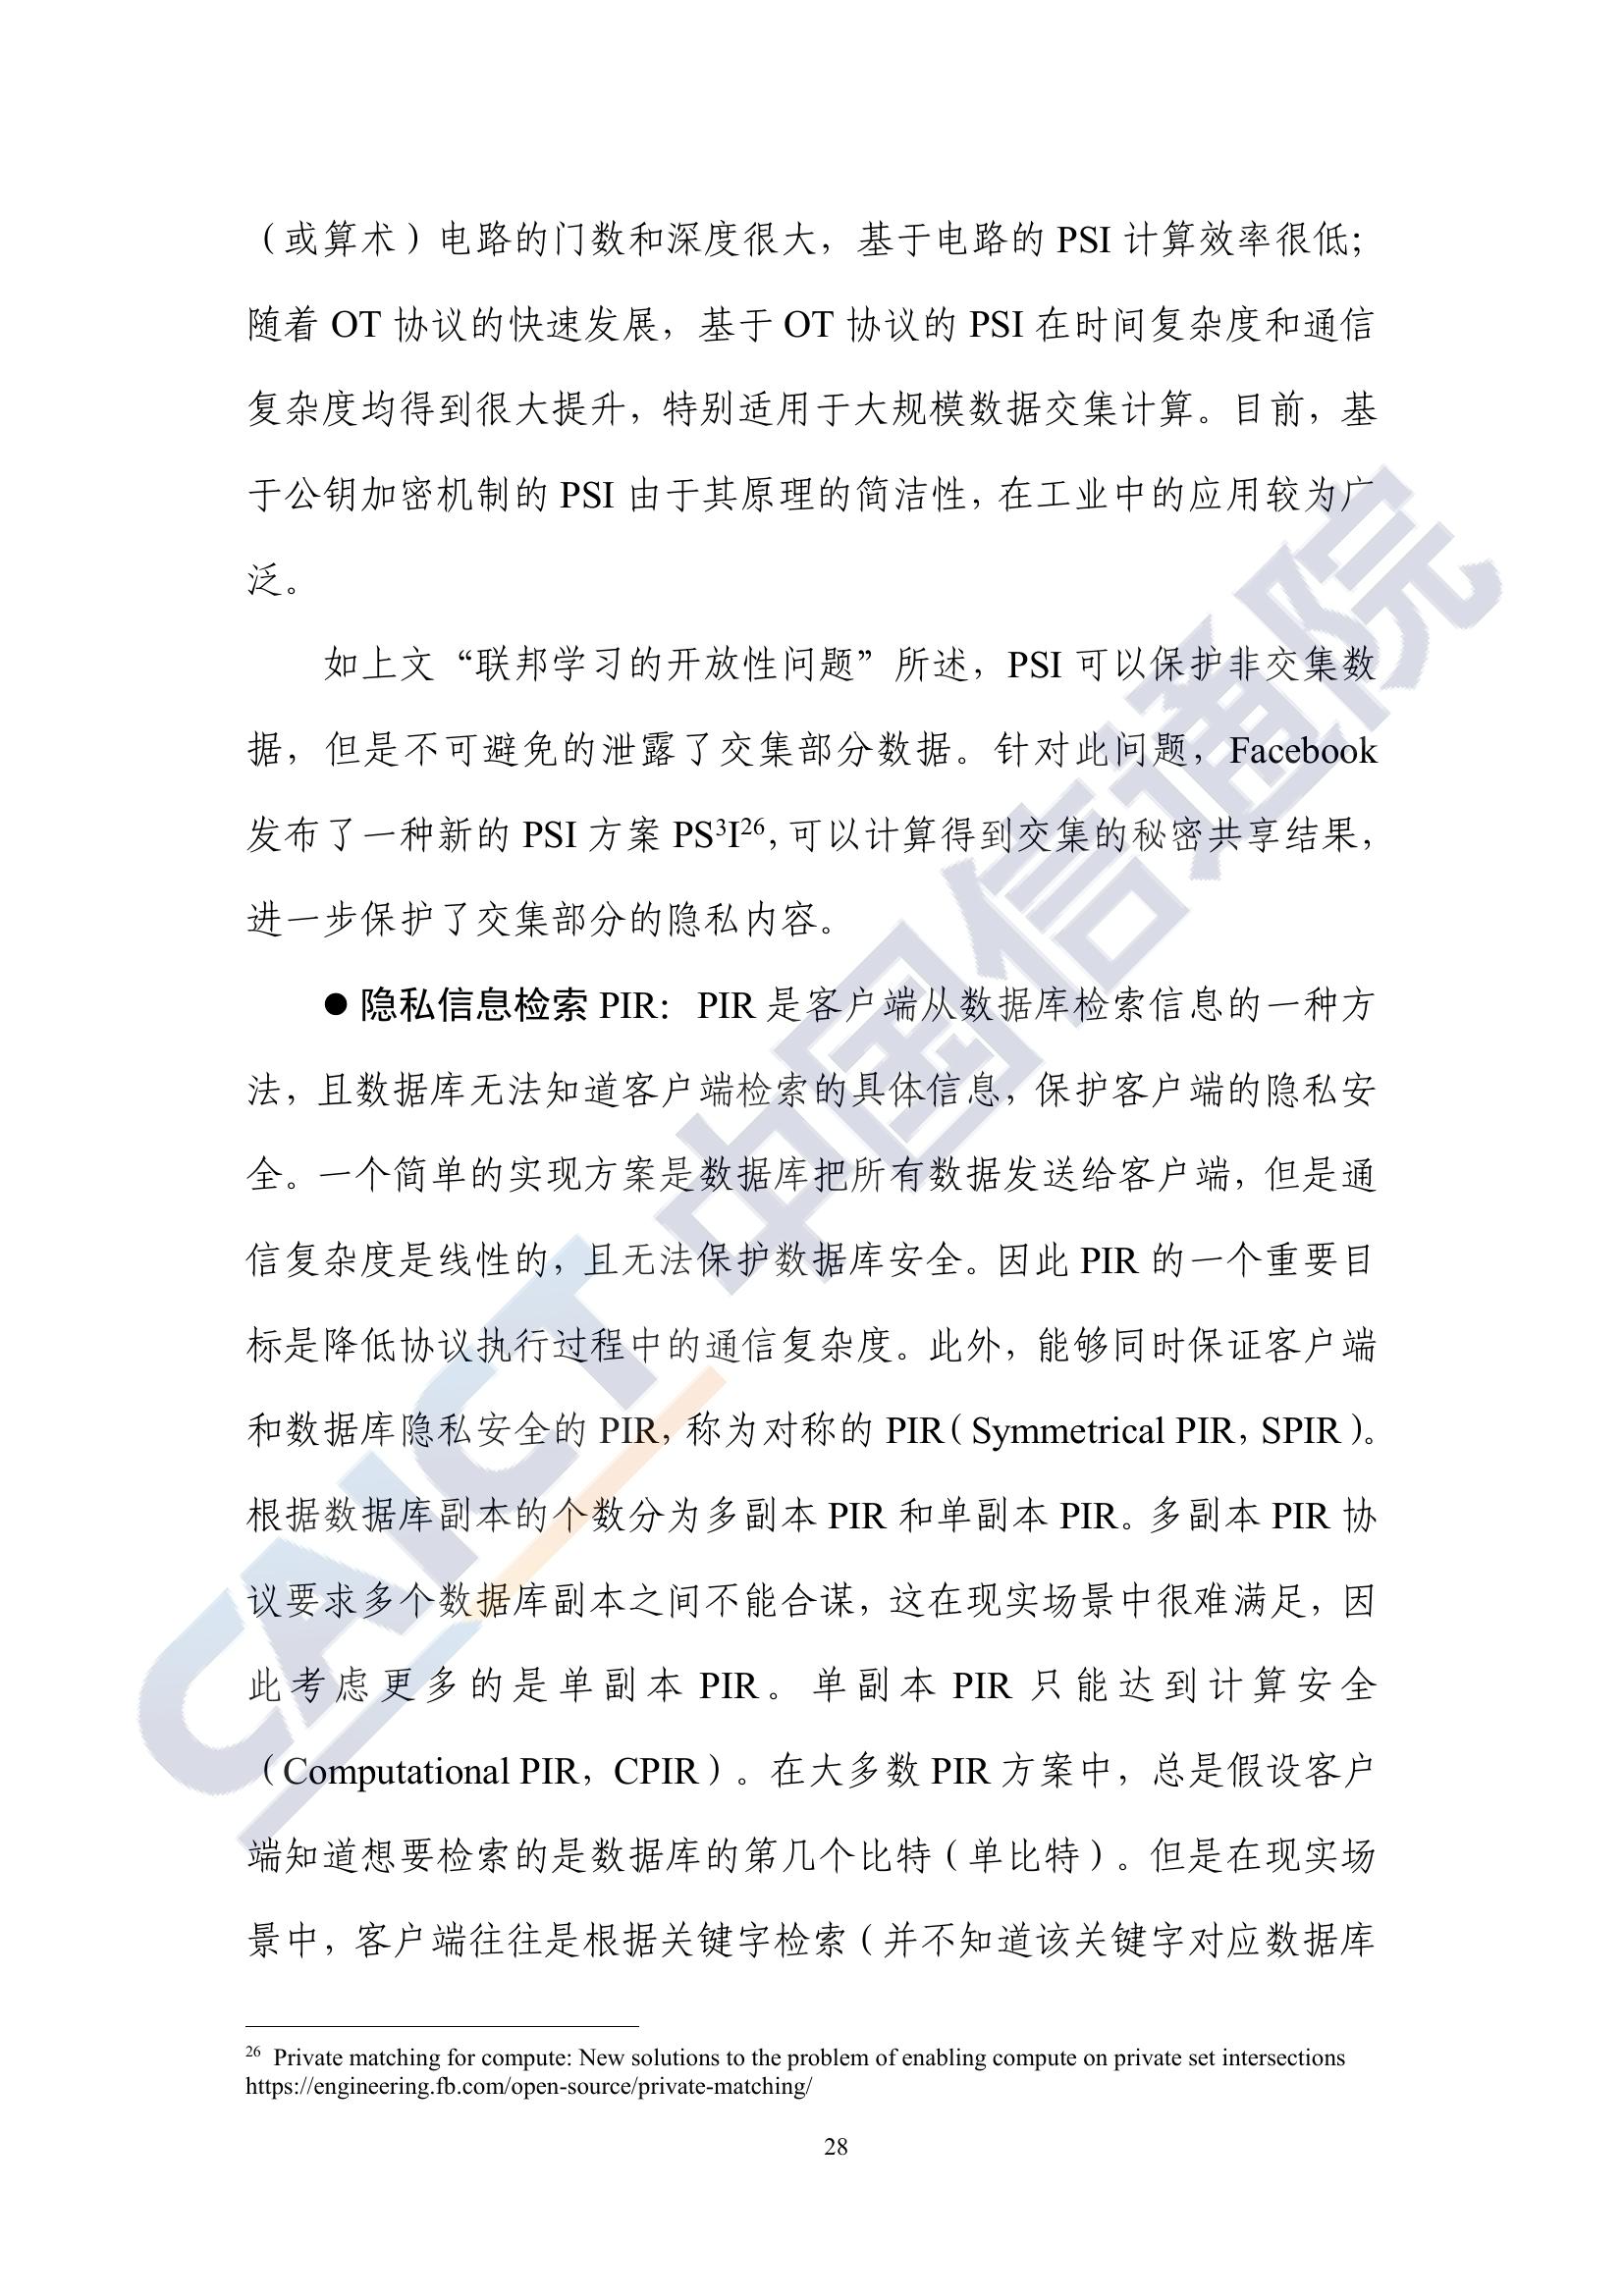 （或算术）电路的门数和深度很大，基于电路的 PSI 计算效率很低；
随着 OT 协议的快速发展，基于 OT 协议的 PSI 在时间复杂度和通信
复杂度均得到很大提升，特别适用于大规模数据交集计算。目前，基
于公钥加密机制的 PSI 由于其原理的简洁性，在工业中的应用较为广
泛。
如上文“联邦学习的开放性问题”所述，PSI 可以保护非交集数
据，但是不可避免的泄露了交集部分数据。针对此问题，Facebook
发布了一种新的 PSI 方案 PS³I²⁶，可以计算得到交集的秘密共享结果，
进一步保护了交集部分的隐私内容。
● 隐私信息检索 PIR：PIR 是客户端从数据库检索信息的一种方
法，且数据库无法知道客户端检索的具体信息，保护客户端的隐私安
全。一个简单的实现方案是数据库把所有数据发送给客户端，但是通
信复杂度是线性的，且无法保护数据库安全。因此 PIR 的一个重要目
标是降低协议执行过程中的通信复杂度。此外，能够同时保证客户端
和数据库隐私安全的 PIR，称为对称的 PIR（Symmetrical PIR，SPIR）。
根据数据库副本的个数分为多副本 PIR 和单副本 PIR。多副本 PIR 协
议要求多个数据库副本之间不能合谋，这在现实场景中很难满足，因
此考虑更多的是单副本 PIR。单副本 PIR 只能达到计算安全
（Computational PIR，CPIR）。在大多数 PIR 方案中，总是假设客户
端知道想要检索的是数据库的第几个比特（单比特）。但是在现实场
景中，客户端往往是根据关键字检索（并不知道该关键字对应数据库
26 Private matching for compute: New solutions to the problem of enabling compute on private set intersections
https://engineering.fb.com/open-source/private-matching/
28
CAICT 中国信通院